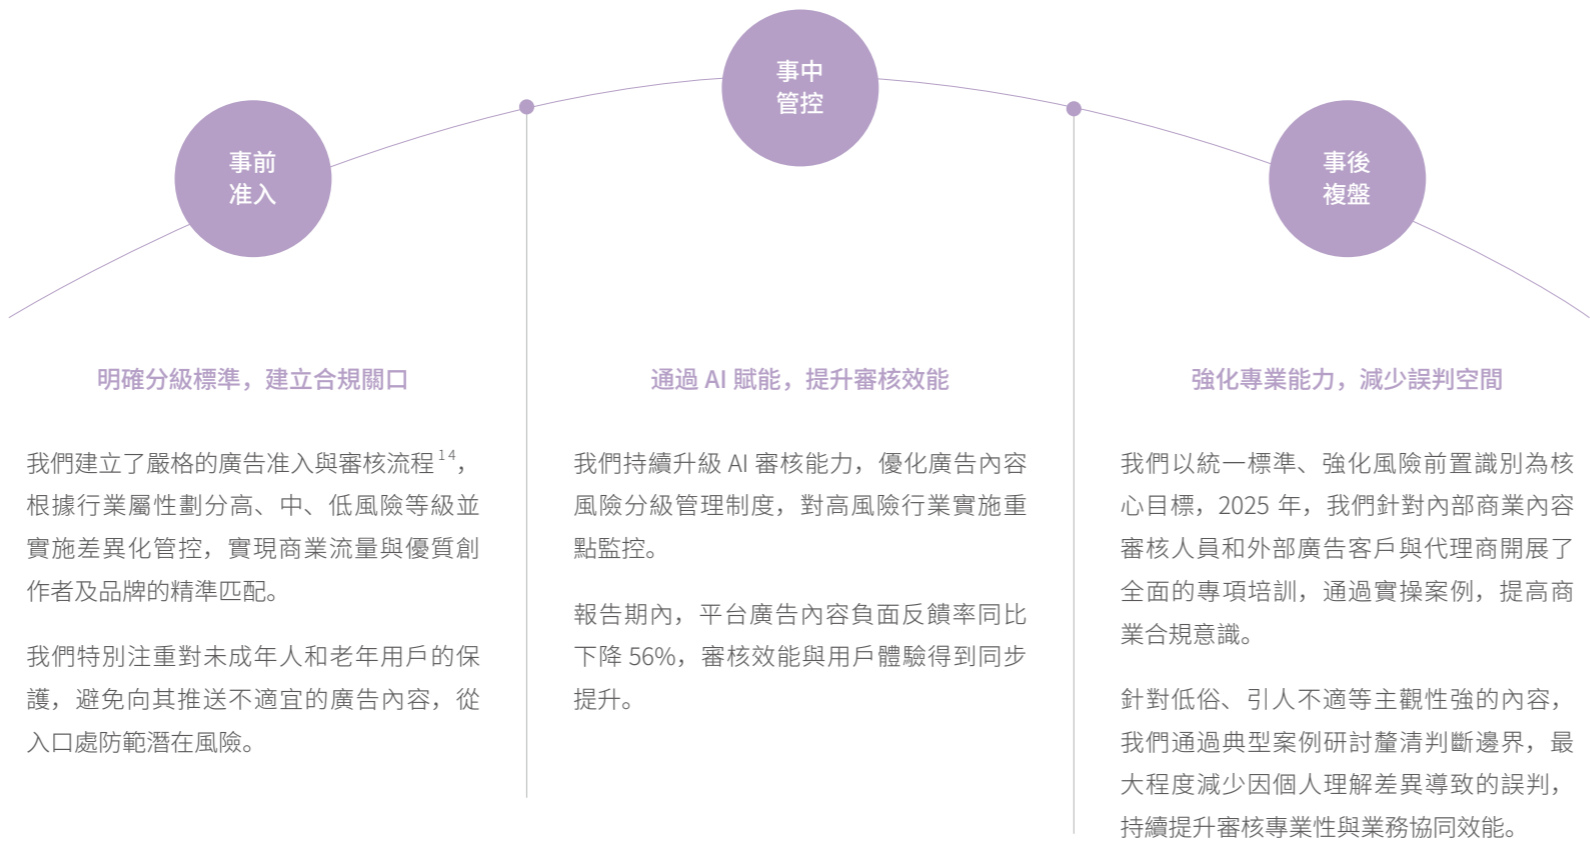 事前
准入
明確分級標準，建立合規關口
我們建立了嚴格的廣告准入與審核流程14，
根據行業屬性劃分高、中、低風險等級並
實施差異化管控，實現商業流量與優質創
作者及品牌的精準匹配。
我們特別注重對未成年人和老年用戶的保
護，避免向其推送不適宜的廣告內容，從
入口處防範潛在風險。
事中
管控
通過 AI 賦能，提升審核效能
我們持續升級 AI 審核能力，優化廣告內容
風險分級管理制度，對高風險行業實施重
點監控。
報告期內，平台廣告內容負面反饋率同比
下降 56%，審核效能與用戶體驗得到同步
提升。
事後
複盤
強化專業能力，減少誤判空間
我們以統一標準、強化風險前置識別為核
心目標，2025 年，我們針對內部商業內容
審核人員和外部廣告客戶與代理商開展了
全面的專項培訓，通過實操案例，提高商
業合規意識。
針對低俗、引人不適等主觀性強的內容，
我們通過典型案例研討釐清判斷邊界，最
大程度減少因個人理解差異導致的誤判，
持續提升審核專業性與業務協同效能。